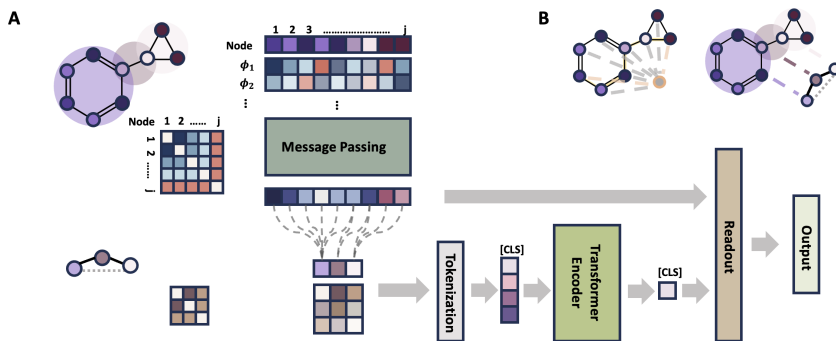 A
B
1 2 3 ........................ j
Node
ϕ1
ϕ2
⋮ ⋮
Node 1 2 ...... j
1
2
......
j
Message Passing
Tokenization
[CLS]
Transformer
Encoder
[CLS]
Readout
Output